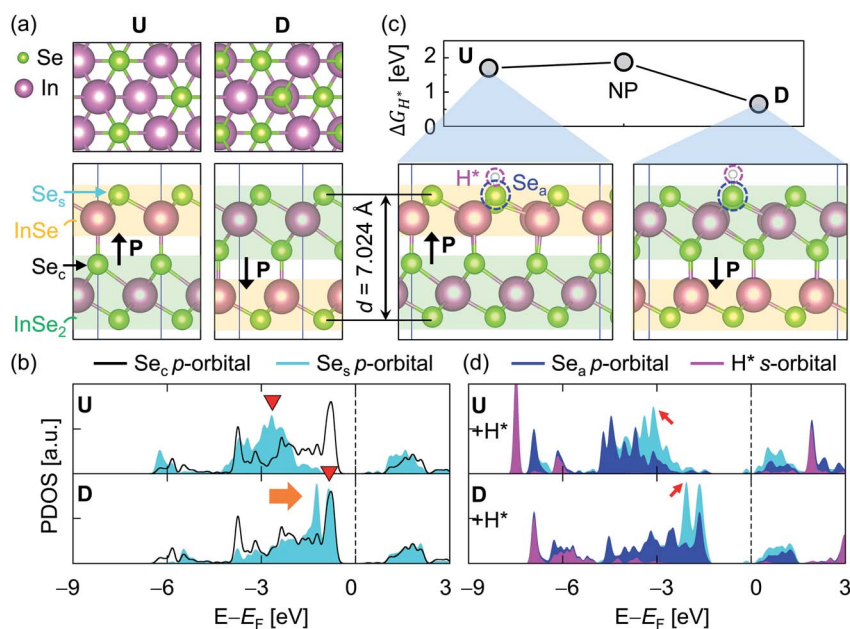 (a)
U
D
Se
In
Se_s
InSe
Se_c
InSe_2
P
P
d = 7.024 Å
(c)
ΔG_H* [eV]
2
1
0
U
NP
D
H*
Se_a
P
P
(b)
Se_c p-orbital
Se_s p-orbital
PDOS [a.u.]
U
D
−9
−6
−3
0
3
E−E_F [eV]
(d)
Se_a p-orbital
H* s-orbital
U
+H*
D
+H*
−9
−6
−3
0
3
E−E_F [eV]